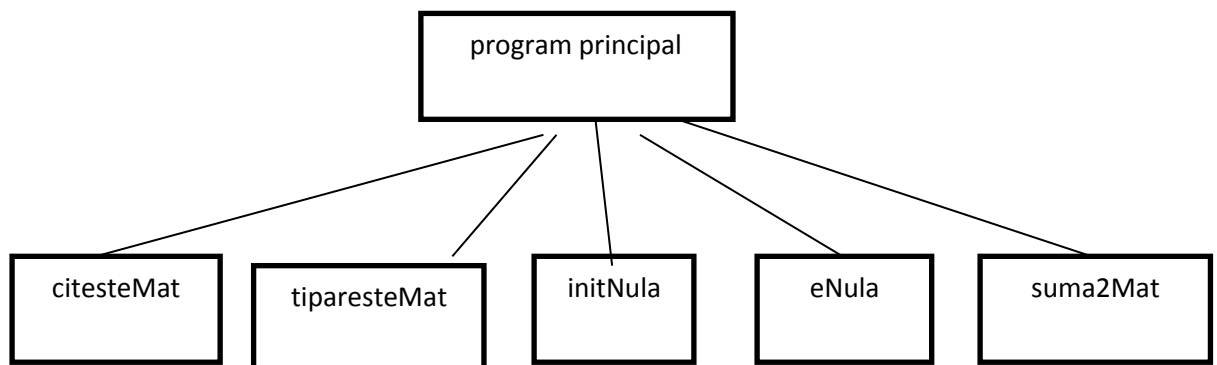 program principal
citesteMat
tiparesteMat
initNula
eNula
suma2Mat